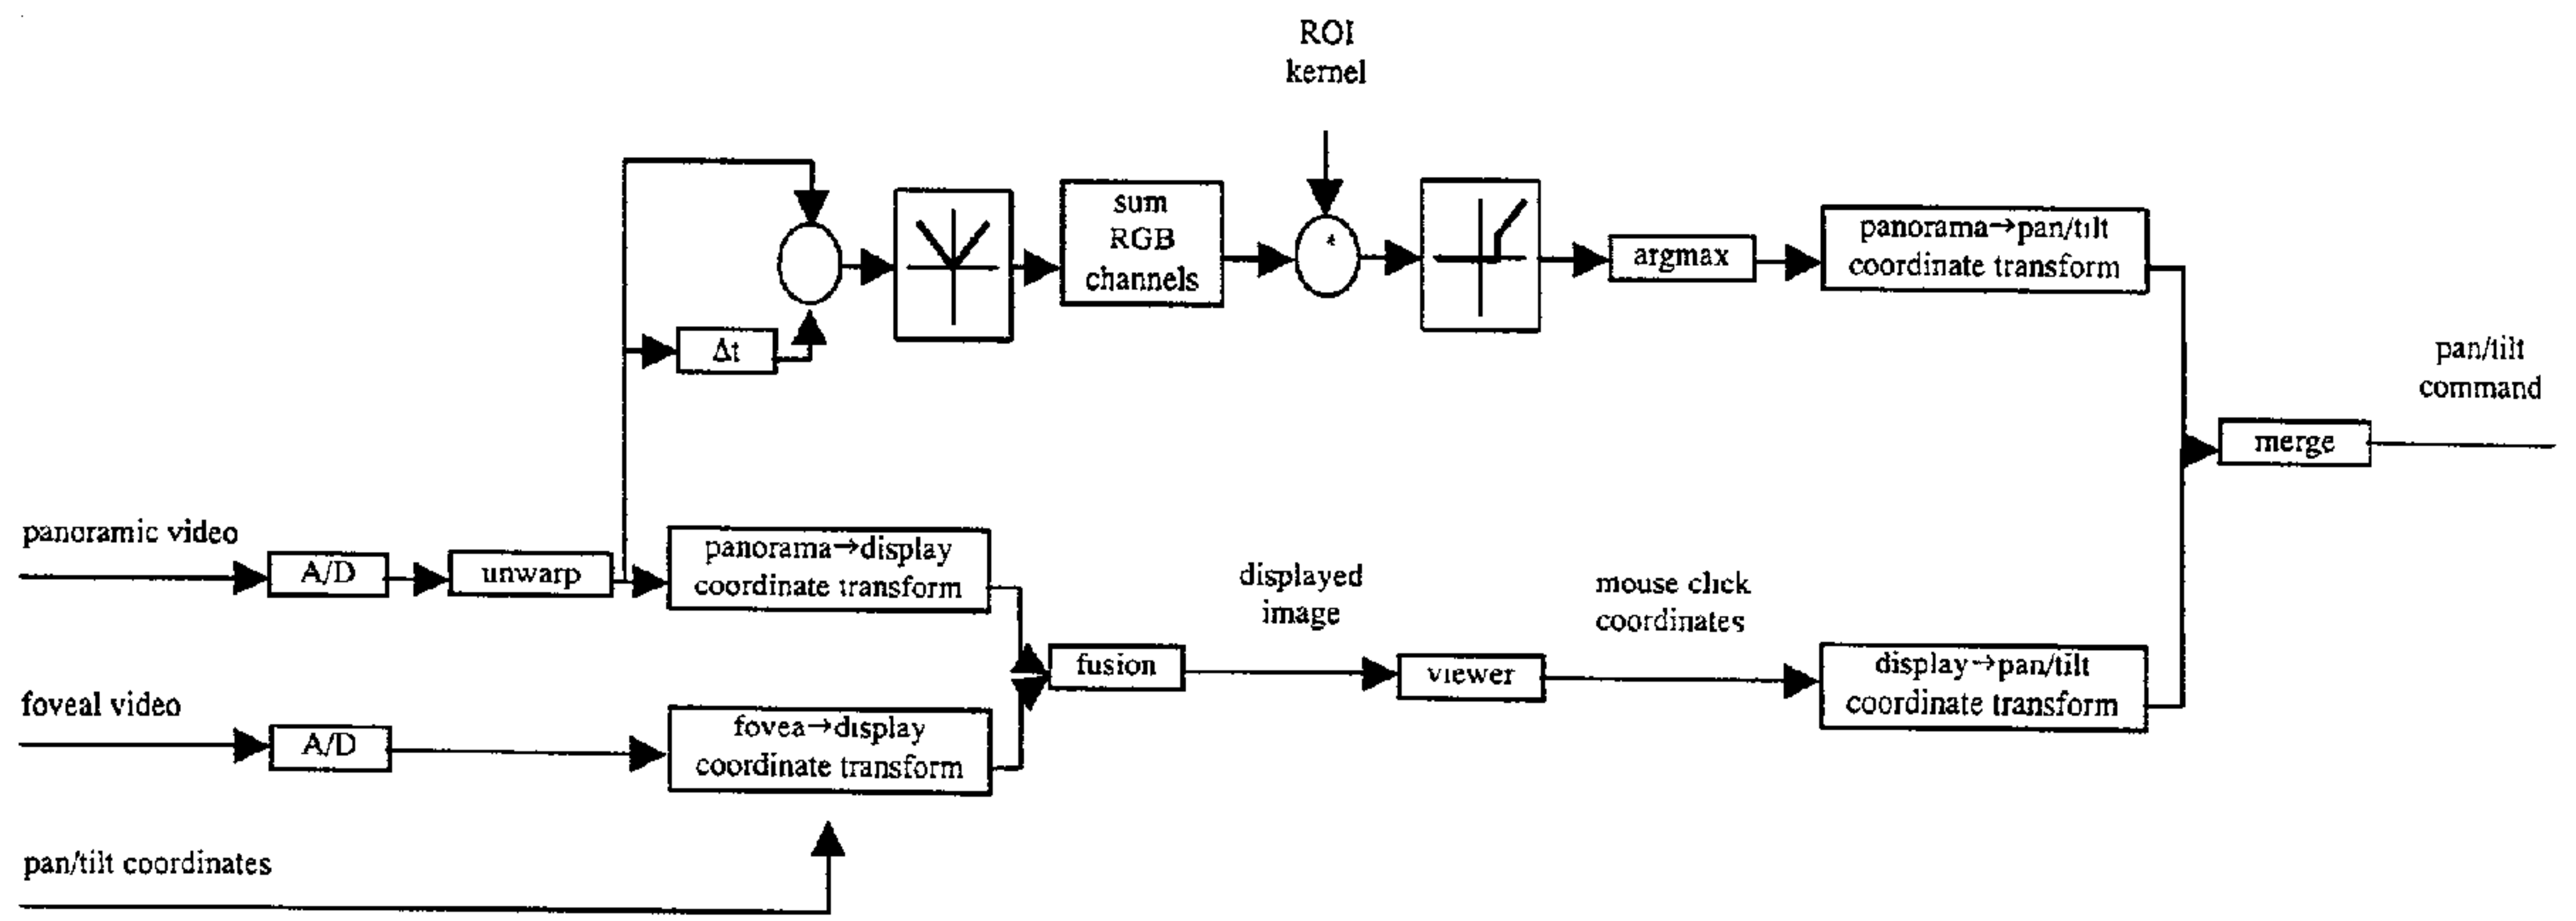 ROI
kernel
sum
RGB
channels
*
panorama→pan/tilt
coordinate transform
argmax
Δt
pan/tilt
command
merge
panoramic video
A/D
unwarp
panorama→display
coordinate transform
displayed
image
mouse click
coordinates
fusion
viewer
display→pan/tilt
coordinate transform
foveal video
A/D
fovea→display
coordinate transform
pan/tilt coordinates